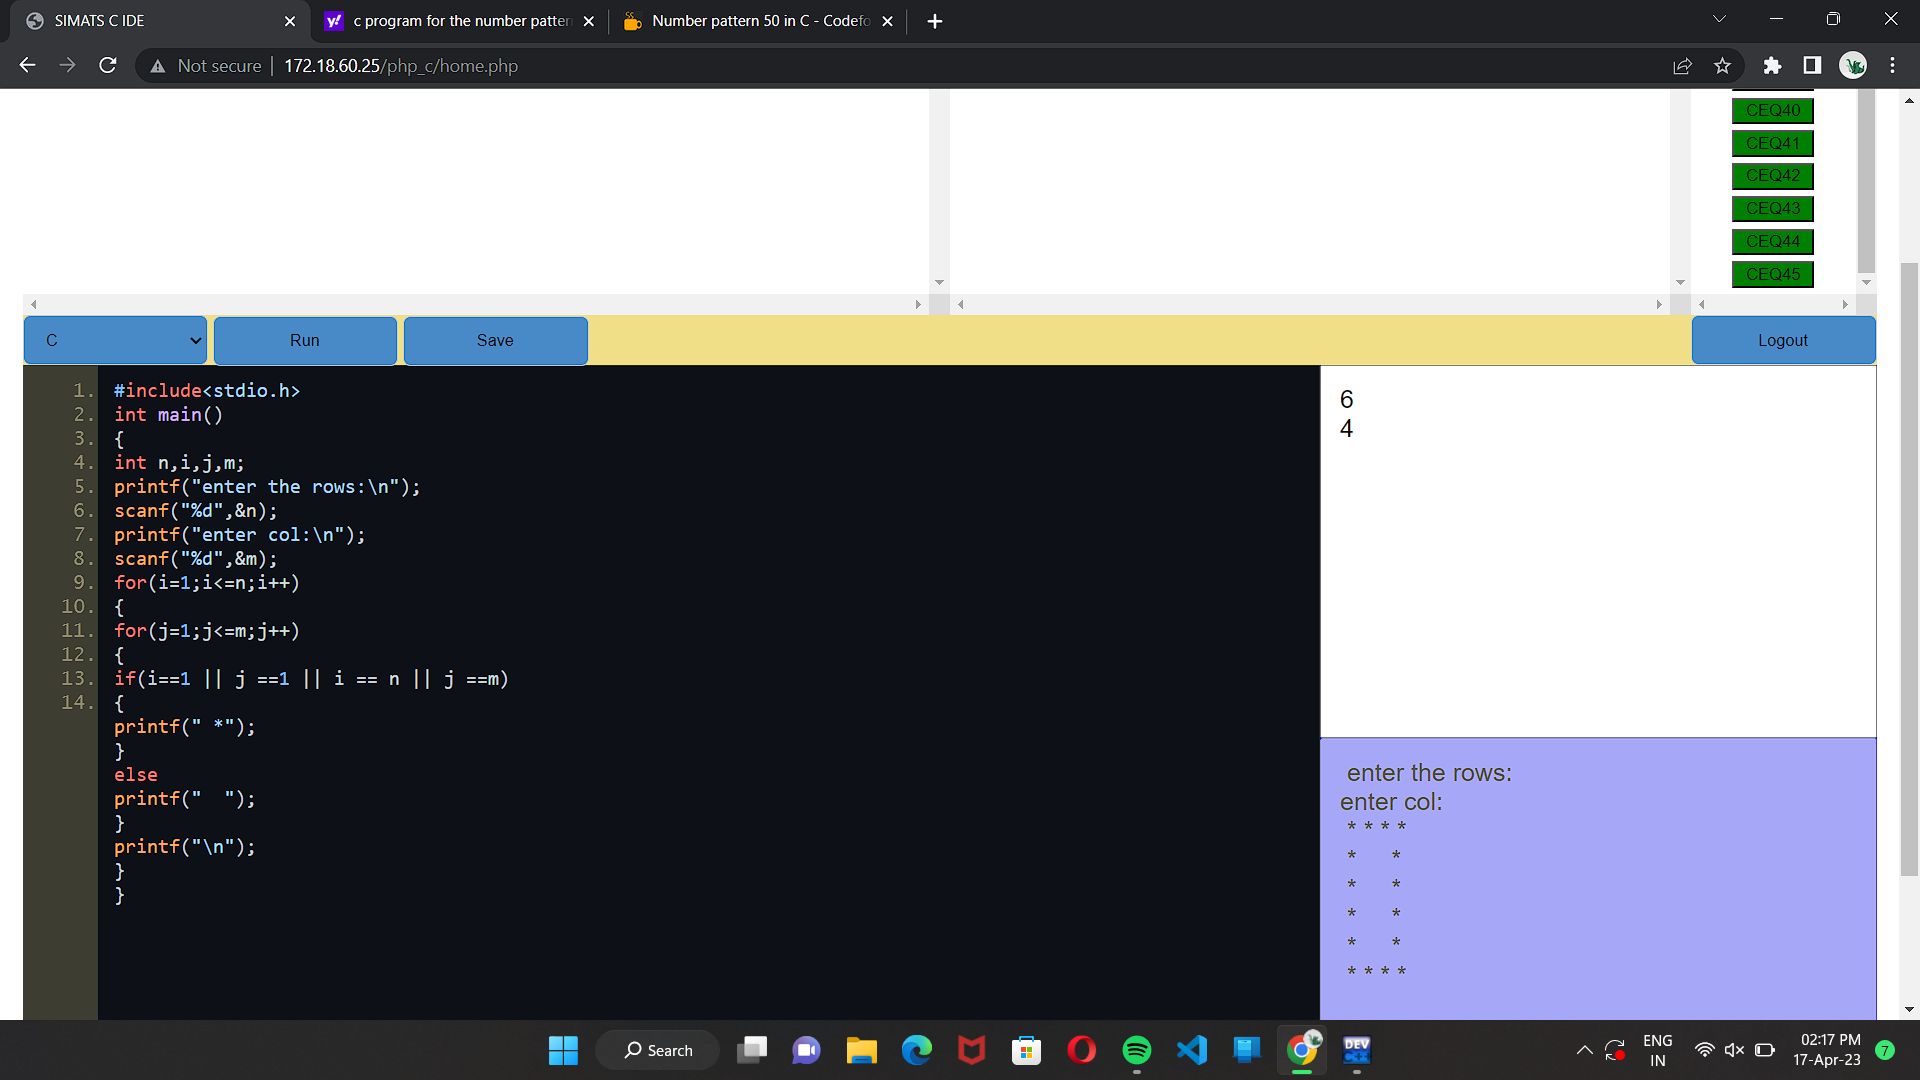 SIMATS C IDE
c program for the number patter
Number pattern 50 in C - Codefo
Not secure | 172.18.60.25/php_c/home.php
CEQ40
CEQ41
CEQ42
CEQ43
CEQ44
CEQ45
C
Run
Save
Logout
1. #include<stdio.h>
2. int main()
3. {
4. int n,i,j,m;
5. printf("enter the rows:\n");
6. scanf("%d",&n);
7. printf("enter col:\n");
8. scanf("%d",&m);
9. for(i=1;i<=n;i++)
10. {
11. for(j=1;j<=m;j++)
12. {
13. if(i==1 || j ==1 || i == n || j ==m)
14. {
printf(" *");
}
else
printf("  ");
}
printf("\n");
}
}
6
4
enter the rows:
enter col:
* * * *
*     *
*     *
*     *
*     *
* * * *
Search
DEV
C++
ENG
IN
02:17 PM
17-Apr-23
7